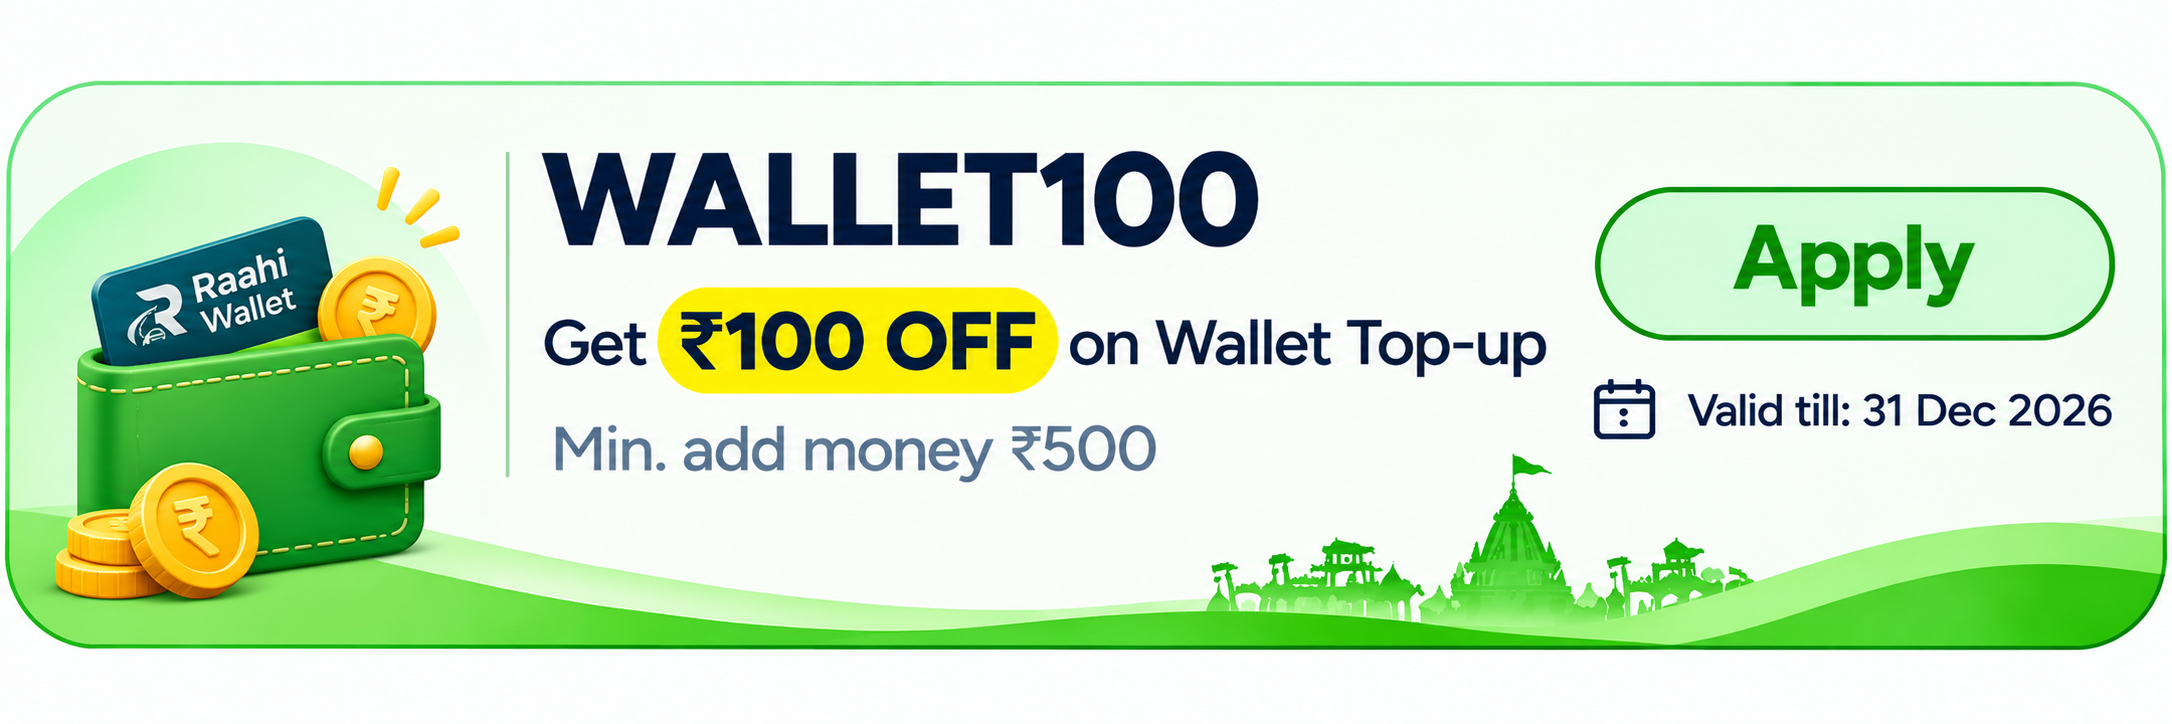 Raahi
Wallet
WALLET100
Get ₹100 OFF on Wallet Top-up
Min. add money ₹500
Apply
Valid till: 31 Dec 2026